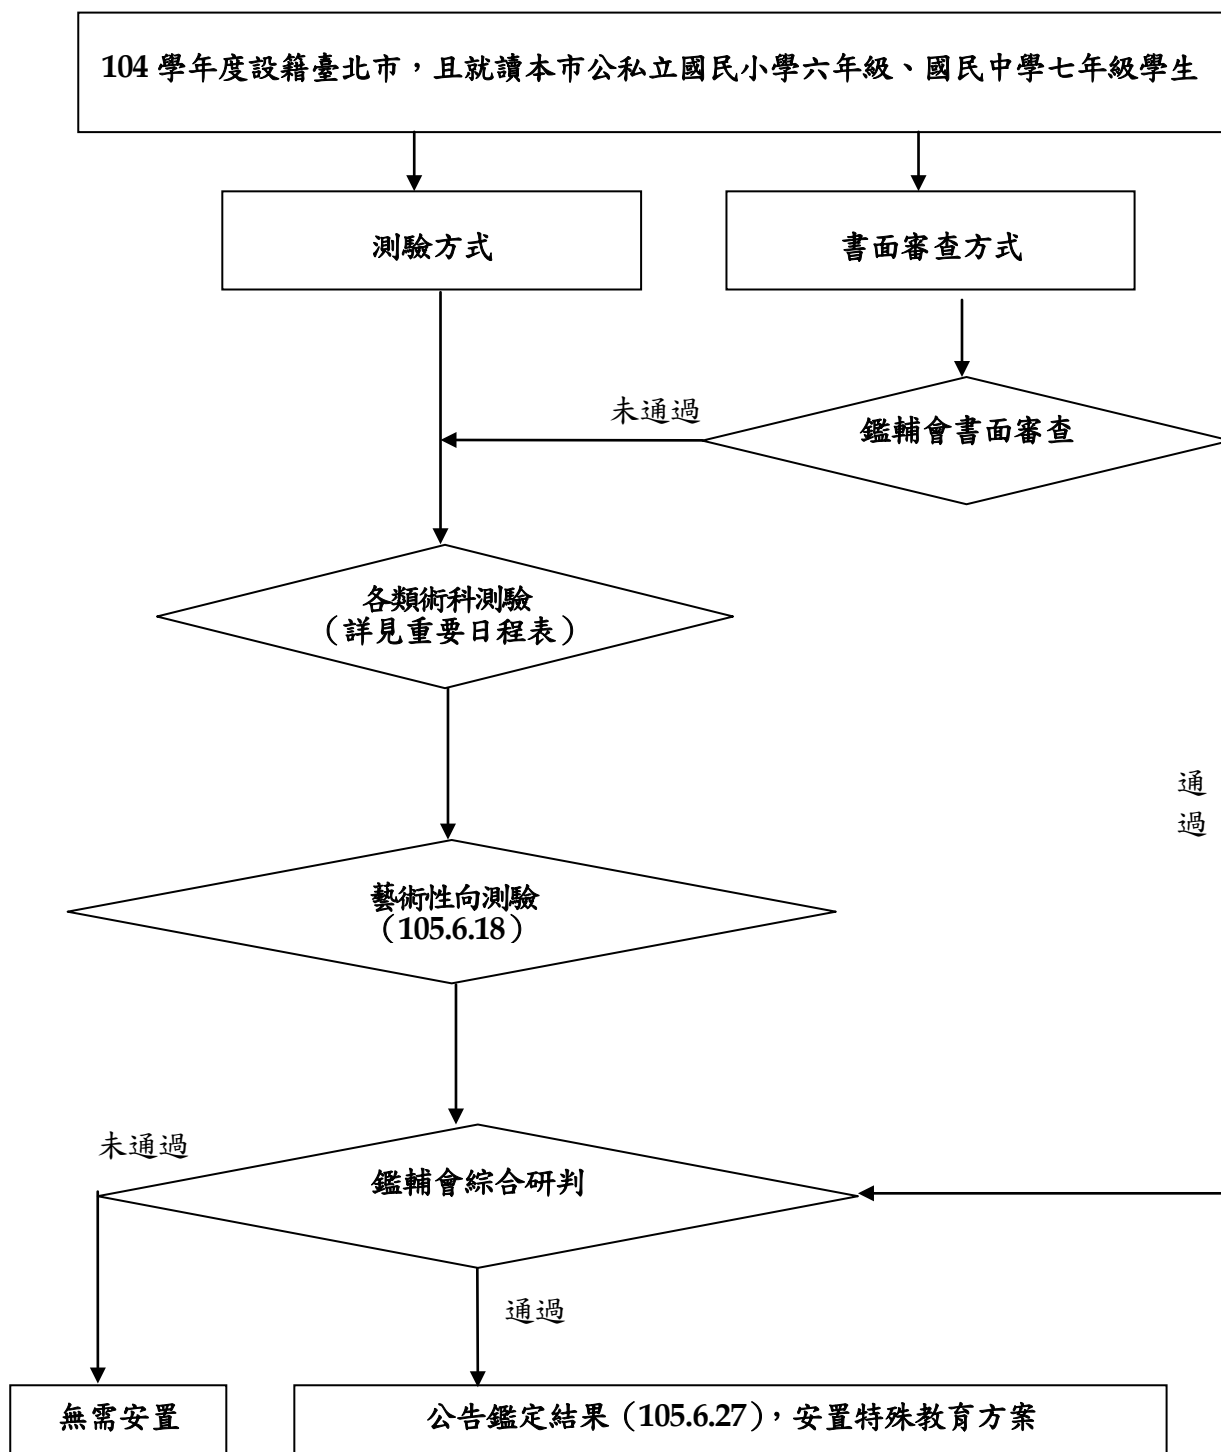 104 學年度設籍臺北市，且就讀本市公私立國民小學六年級、國民中學七年級學生
測驗方式
書面審查方式
未通過
鑑輔會書面審查
各類術科測驗
（詳見重要日程表）
通
過
藝術性向測驗
（105.6.18）
未通過
鑑輔會綜合研判
通過
無需安置
公告鑑定結果（105.6.27），安置特殊教育方案